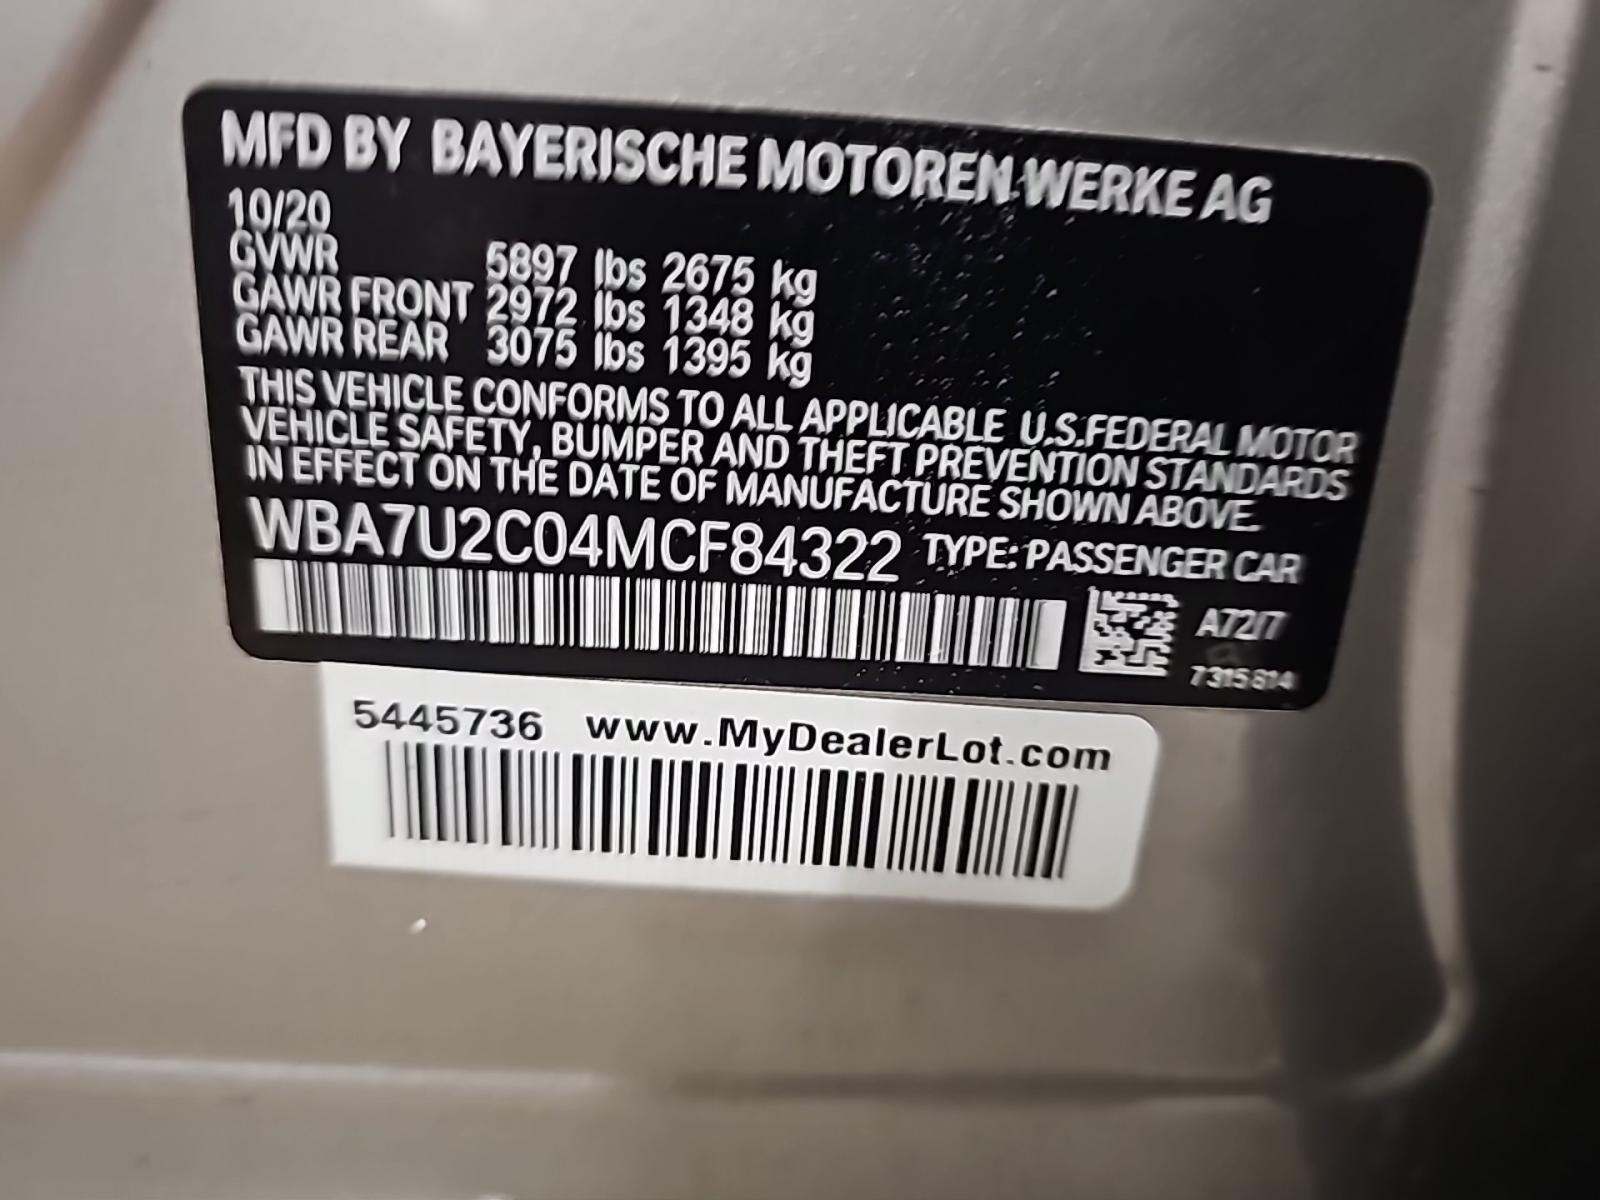 MFD BY BAYERISCHE MOTOREN WERKE AG
10/20
GVWR 5897 lbs 2675 kg
GAWR FRONT 2972 lbs 1348 kg
GAWR REAR 3075 lbs 1395 kg
THIS VEHICLE CONFORMS TO ALL APPLICABLE U.S.FEDERAL MOTOR
VEHICLE SAFETY, BUMPER AND THEFT PREVENTION STANDARDS
IN EFFECT ON THE DATE OF MANUFACTURE SHOWN ABOVE.
WBA7U2C04MCF84322 TYPE: PASSENGER CAR
A72/7
7315814
5445736 www.MyDealerLot.com